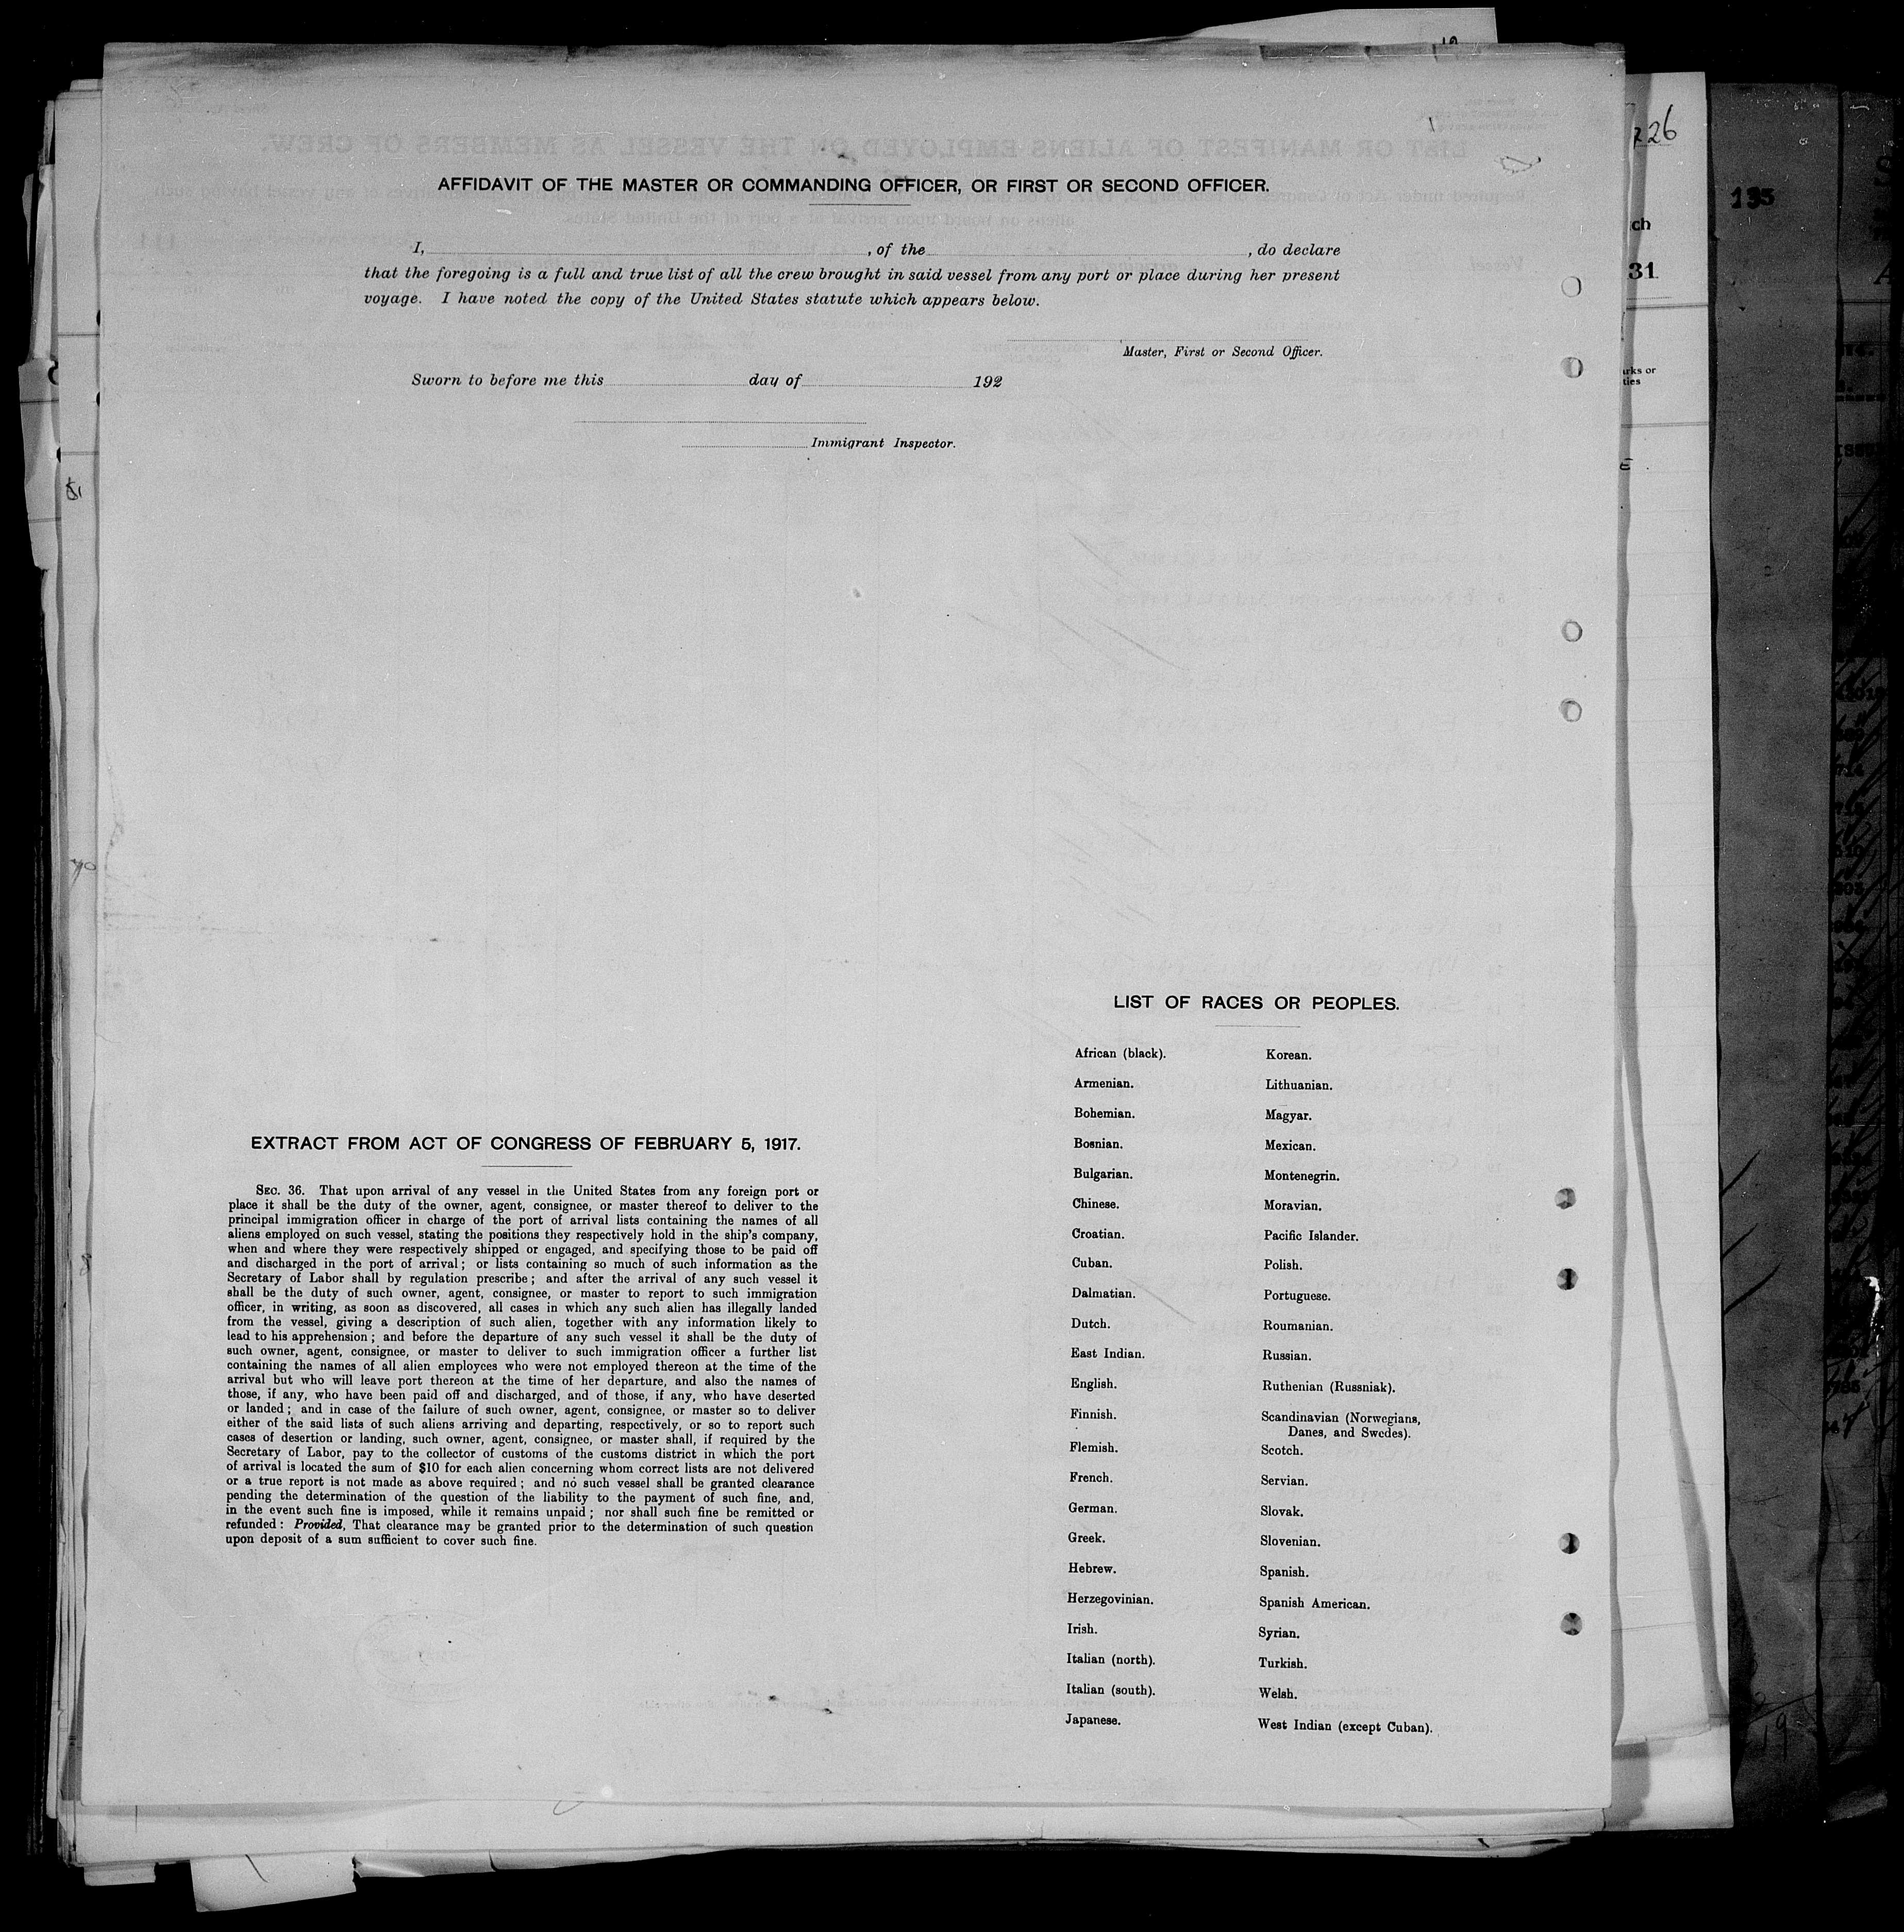 AFFIDAVIT OF THE MASTER OR COMMANDING OFFICER, OR FIRST OR SECOND OFFICER.
I, , of the , do declare
that the foregoing is a full and true list of all the crew brought in said vessel from any port or place during her present
voyage. I have noted the copy of the United States statute which appears below.
Master, First or Second Officer.
Sworn to before me this day of 192
Immigrant Inspector.
EXTRACT FROM ACT OF CONGRESS OF FEBRUARY 5, 1917.
SEC. 36. That upon arrival of any vessel in the United States from any foreign port or
place it shall be the duty of the owner, agent, consignee, or master thereof to deliver to the
principal immigration officer in charge of the port of arrival lists containing the names of all
aliens employed on such vessel, stating the positions they respectively hold in the ship's company,
when and where they were respectively shipped or engaged, and specifying those to be paid off
and discharged in the port of arrival; or lists containing so much of such information as the
Secretary of Labor shall by regulation prescribe; and after the arrival of any such vessel it
shall be the duty of such owner, agent, consignee, or master to report to such immigration
officer, in writing, as soon as discovered, all cases in which any such alien has illegally landed
from the vessel, giving a description of such alien, together with any information likely to
lead to his apprehension; and before the departure of any such vessel it shall be the duty of
such owner, agent, consignee, or master to deliver to such immigration officer a further list
containing the names of all alien employees who were not employed thereon at the time of the
arrival but who will leave port thereon at the time of her departure, and also the names of
those, if any, who have been paid off and discharged, and of those, if any, who have deserted
or landed; and in case of the failure of such owner, agent, consignee, or master so to deliver
either of the said lists of such aliens arriving and departing, respectively, or so to report such
cases of desertion or landing, such owner, agent, consignee, or master shall, if required by the
Secretary of Labor, pay to the collector of customs of the customs district in which the port
of arrival is located the sum of $10 for each alien concerning whom correct lists are not delivered
or a true report is not made as above required; and no such vessel shall be granted clearance
pending the determination of the question of the liability to the payment of such fine, and,
in the event such fine is imposed, while it remains unpaid; nor shall such fine be remitted or
refunded: Provided, That clearance may be granted prior to the determination of such question
upon deposit of a sum sufficient to cover such fine.
LIST OF RACES OR PEOPLES.
African (black).
Armenian.
Bohemian.
Bosnian.
Bulgarian.
Chinese.
Croatian.
Cuban.
Dalmatian.
Dutch.
East Indian.
English.
Finnish.
Flemish.
French.
German.
Greek.
Hebrew.
Herzegovinian.
Irish.
Italian (north).
Italian (south).
Japanese.
Korean.
Lithuanian.
Magyar.
Mexican.
Montenegrin.
Moravian.
Pacific Islander.
Polish.
Portuguese.
Roumanian.
Russian.
Ruthenian (Russniak).
Scandinavian (Norwegians,
Danes, and Swedes).
Scotch.
Servian.
Slovak.
Slovenian.
Spanish.
Spanish American.
Syrian.
Turkish.
Welsh.
West Indian (except Cuban).
26
ch
31
135